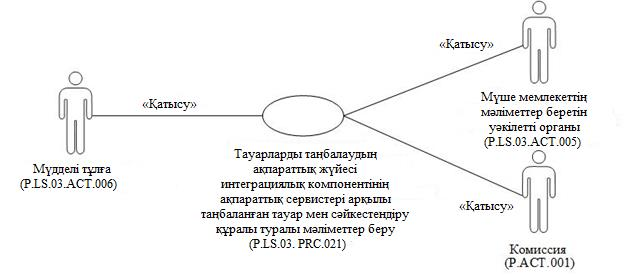 «Қатысу»
Мүдделі тұлға
(P.LS.03.ACT.006)
Тауарларды таңбалаудың
ақпараттық жүйесі
интеграциялық компонентінің
ақпараттық сервистері арқылы
таңбаланған тауар мен сәйкестендіру
құралы туралы мәліметтер беру
(P.LS.03. PRC.021)
«Қатысу»
Мүше мемлекеттің
мәліметтер беретін
уәкілетті органы
(P.LS.03.ACT.005)
«Қатысу»
Комиссия
(P.ACT.001)